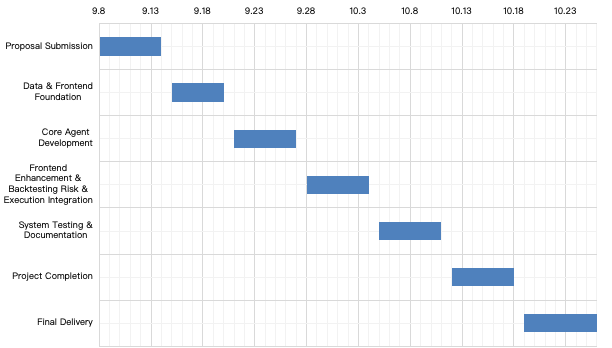 9.8 9.13 9.18 9.23 9.28 10.3 10.8 10.13 10.18 10.23
Proposal Submission
Data & Frontend
Foundation
Core Agent
Development
Frontend
Enhancement &
Backtesting Risk &
Execution Integration
System Testing &
Documentation
Project Completion
Final Delivery